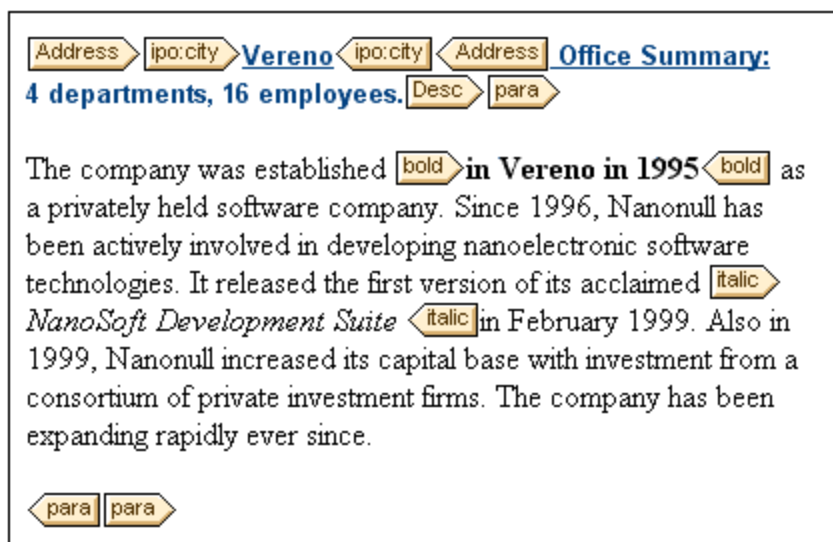 Address ipo:city Vereno ipo:city Address Office Summary:
4 departments, 16 employees. Desc para
The company was established bold in Vereno in 1995 bold as
a privately held software company. Since 1996, Nanonull has
been actively involved in developing nanoelectronic software
technologies. It released the first version of its acclaimed italic
NanoSoft Development Suite italic in February 1999. Also in
1999, Nanonull increased its capital base with investment from a
consortium of private investment firms. The company has been
expanding rapidly ever since.
para para